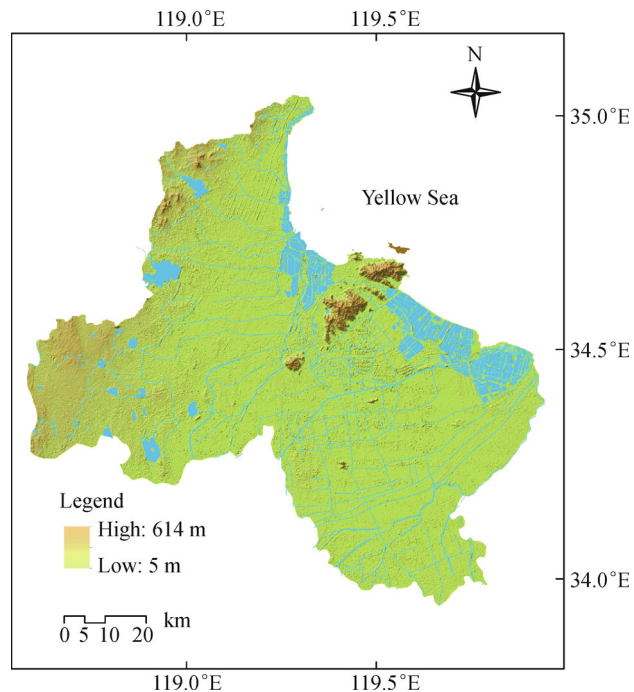 119.0°E 119.5°E
N
35.0°N
Yellow Sea
34.5°N
Legend
High: 614 m
Low: 5 m
34.0°N
km
0 5 10 20
119.0°E 119.5°E